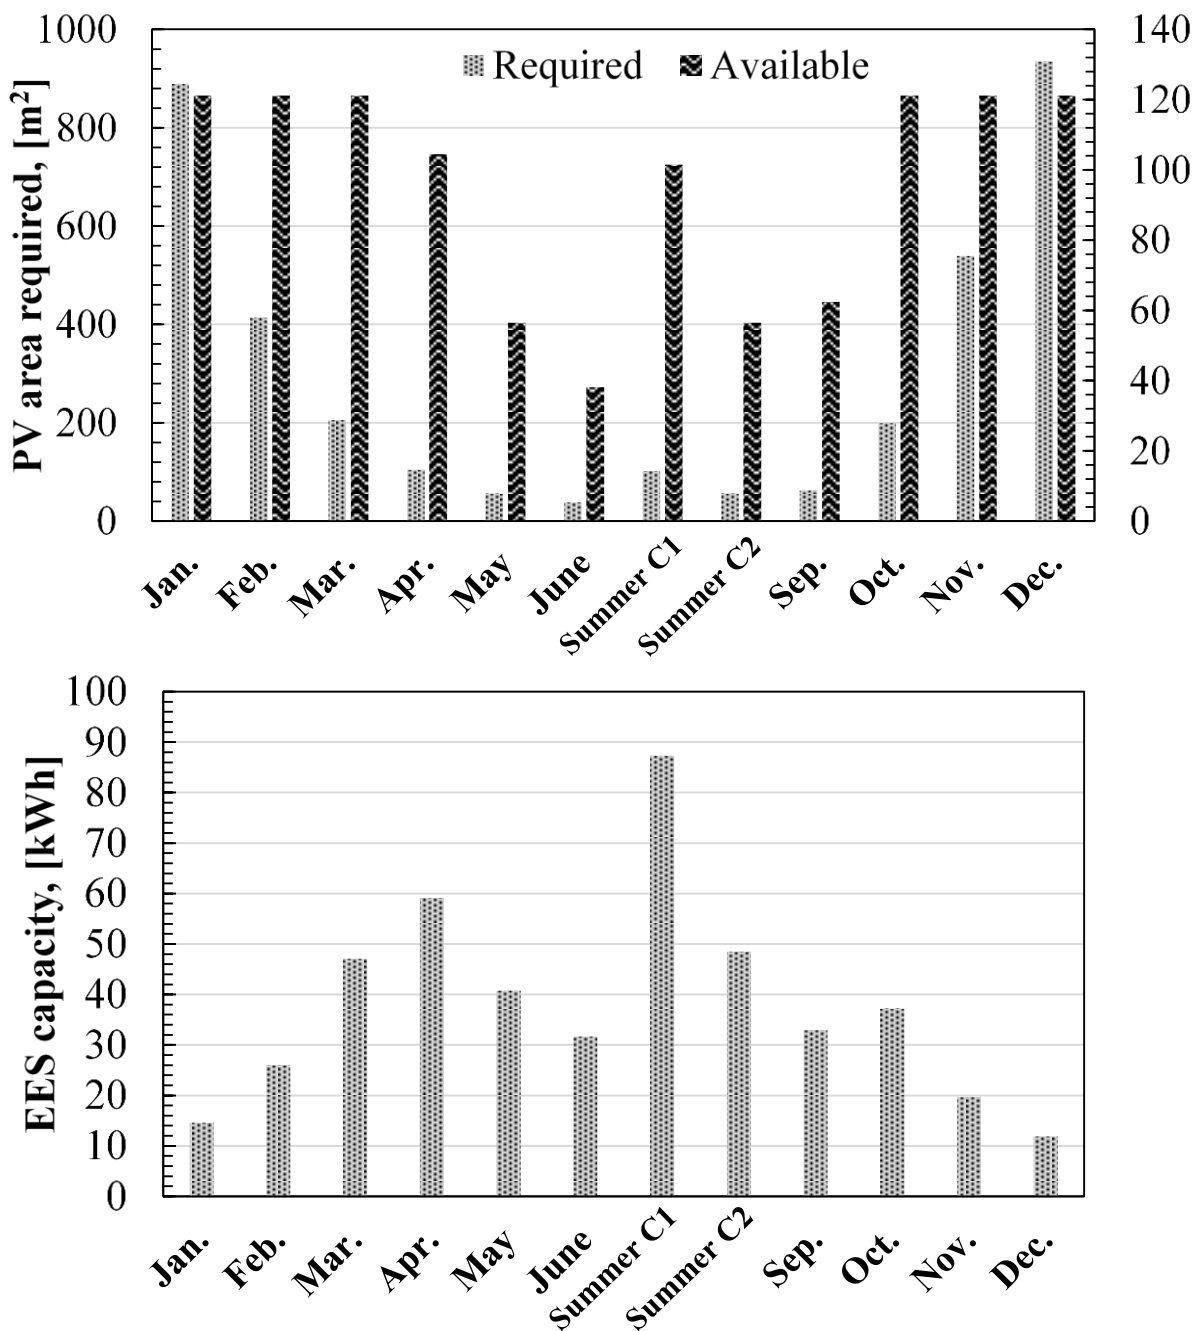 PV area required, [m²]
1000
800
600
400
200
0
Required
Available
140
120
100
80
60
40
20
0
Jan.
Feb.
Mar.
Apr.
May
June
Summer C1
Summer C2
Sep.
Oct.
Nov.
Dec.
EES capacity, [kWh]
100
90
80
70
60
50
40
30
20
10
0
Jan.
Feb.
Mar.
Apr.
May
June
Summer C1
Summer C2
Sep.
Oct.
Nov.
Dec.